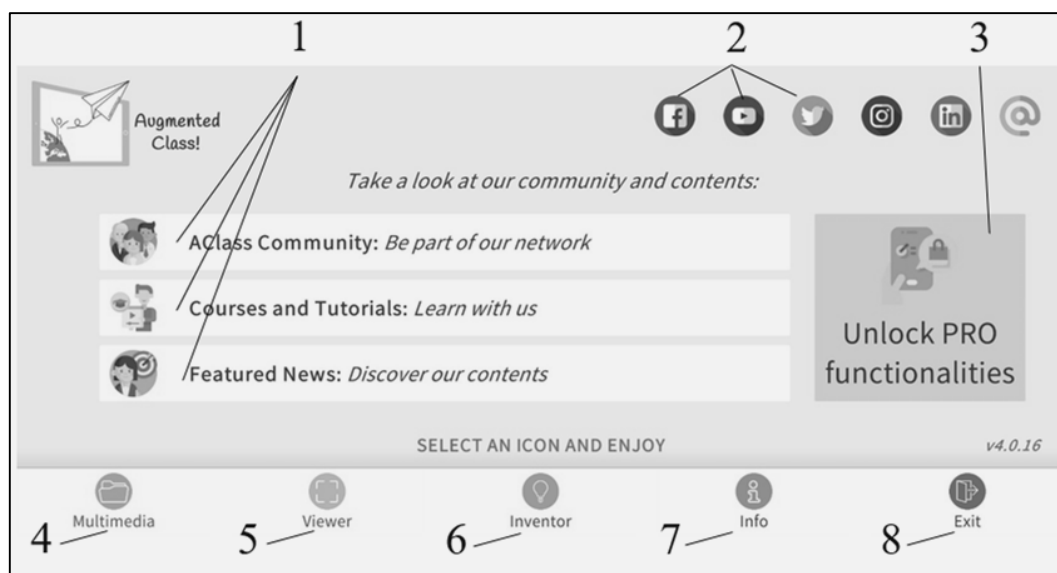 1 2 3
Augmented
Class!
Take a look at our community and contents:
AClass Community: Be part of our network
Courses and Tutorials: Learn with us
Featured News: Discover our contents
Unlock PRO
functionalities
SELECT AN ICON AND ENJOY
v4.0.16
Multimedia Viewer Inventor Info Exit
4 5 6 7 8